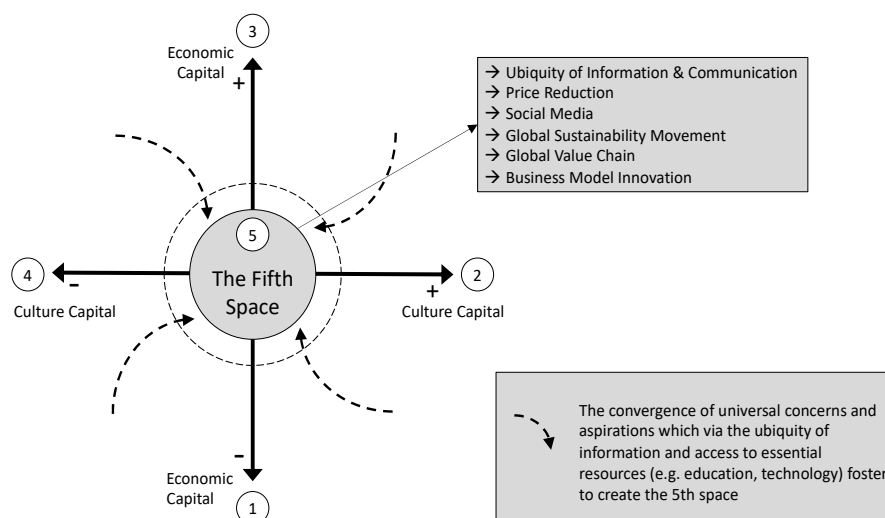 3
Economic
Capital
+
→ Ubiquity of Information & Communication
→ Price Reduction
→ Social Media
→ Global Sustainability Movement
→ Global Value Chain
→ Business Model Innovation
5
The Fifth
Space
4
-
Culture Capital
2
+
Culture Capital
-
Economic
Capital
1
The convergence of universal concerns and
aspirations which via the ubiquity of
information and access to essential
resources (e.g. education, technology) foster
to create the 5th space